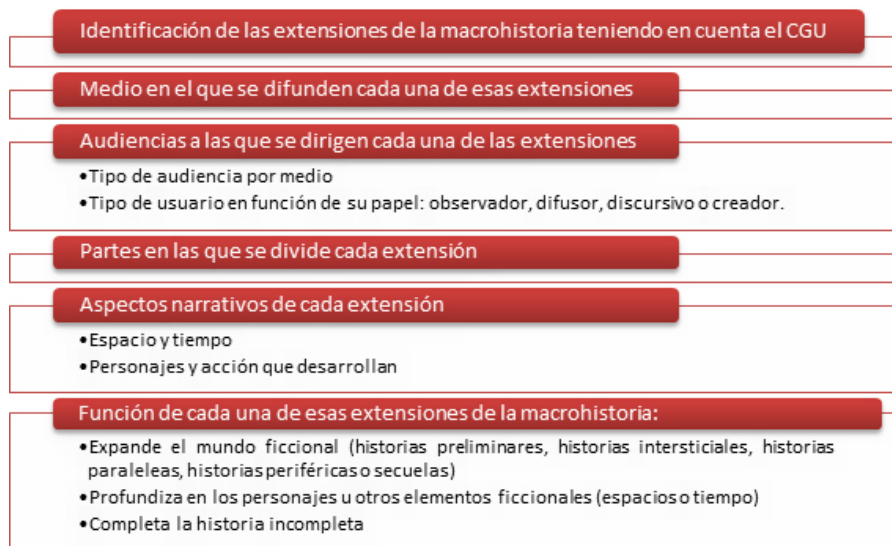 Identificación de las extensiones de la macrohistoria teniendo en cuenta el CGU
Medio en el que se difunden cada una de esas extensiones
Audiencias a las que se dirigen cada una de las extensiones
•Tipo de audiencia por medio
•Tipo de usuario en función de su papel: observador, difusor, discursivo o creador.
Partes en las que se divide cada extensión
Aspectos narrativos de cada extensión
•Espacio y tiempo
•Personajes y acción que desarrollan
Función de cada una de esas extensiones de la macrohistoria:
•Expande el mundo ficcional (historias preliminares, historias intersticiales, historias
paraleleas, historias periféricas o secuelas)
•Profundiza en los personajes u otros elementos ficcionales (espacios o tiempo)
•Completa la historia incompleta